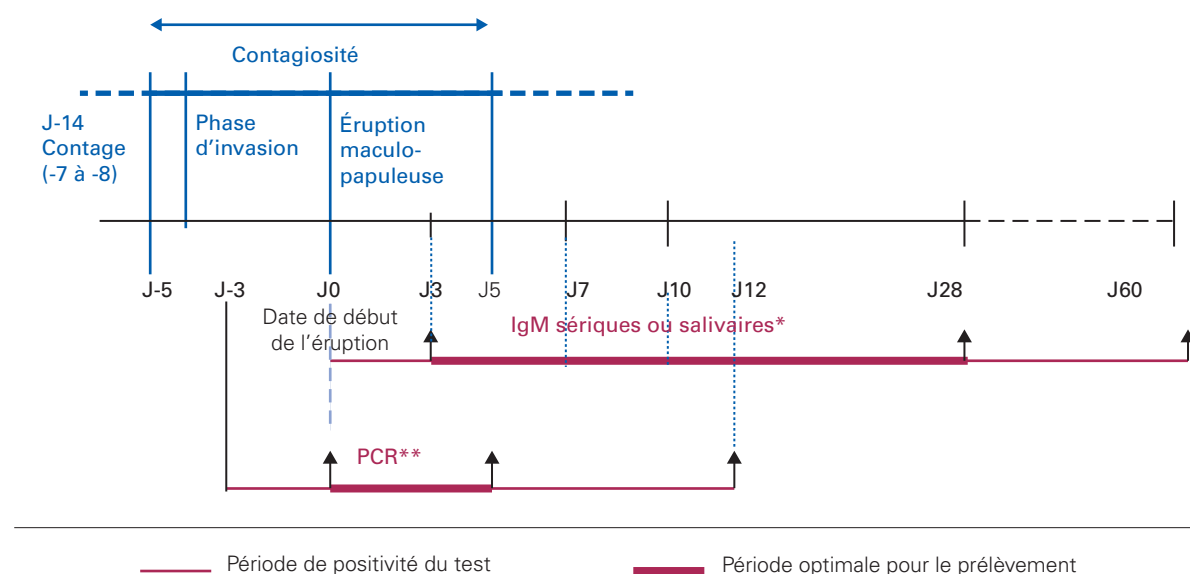 Contagiosité
J-14
Contage
(-7 à -8)
Phase
d'invasion
Éruption
maculo-
papuleuse
J-5 J-3 J0 J3 J5 J7 J10 J12 J28 J60
Date de début
de l'éruption
IgM sériques ou salivaires*
PCR**
Période de positivité du test
Période optimale pour le prélèvement